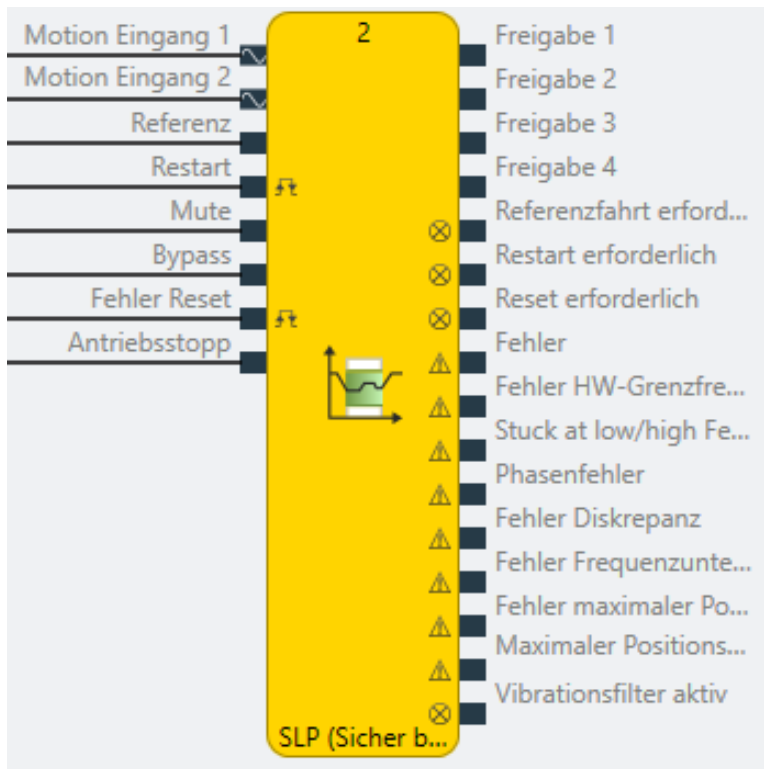 Motion Eingang 1
Motion Eingang 2
Referenz
Restart
Mute
Bypass
Fehler Reset
Antriebsstopp
2
SLP (Sicher b...
Freigabe 1
Freigabe 2
Freigabe 3
Freigabe 4
Referenzfahrt erford...
Restart erforderlich
Reset erforderlich
Fehler
Fehler HW-Grenzfre...
Stuck at low/high Fe...
Phasenfehler
Fehler Diskrepanz
Fehler Frequenzunte...
Fehler maximaler Po...
Maximaler Positions...
Vibrationsfilter aktiv